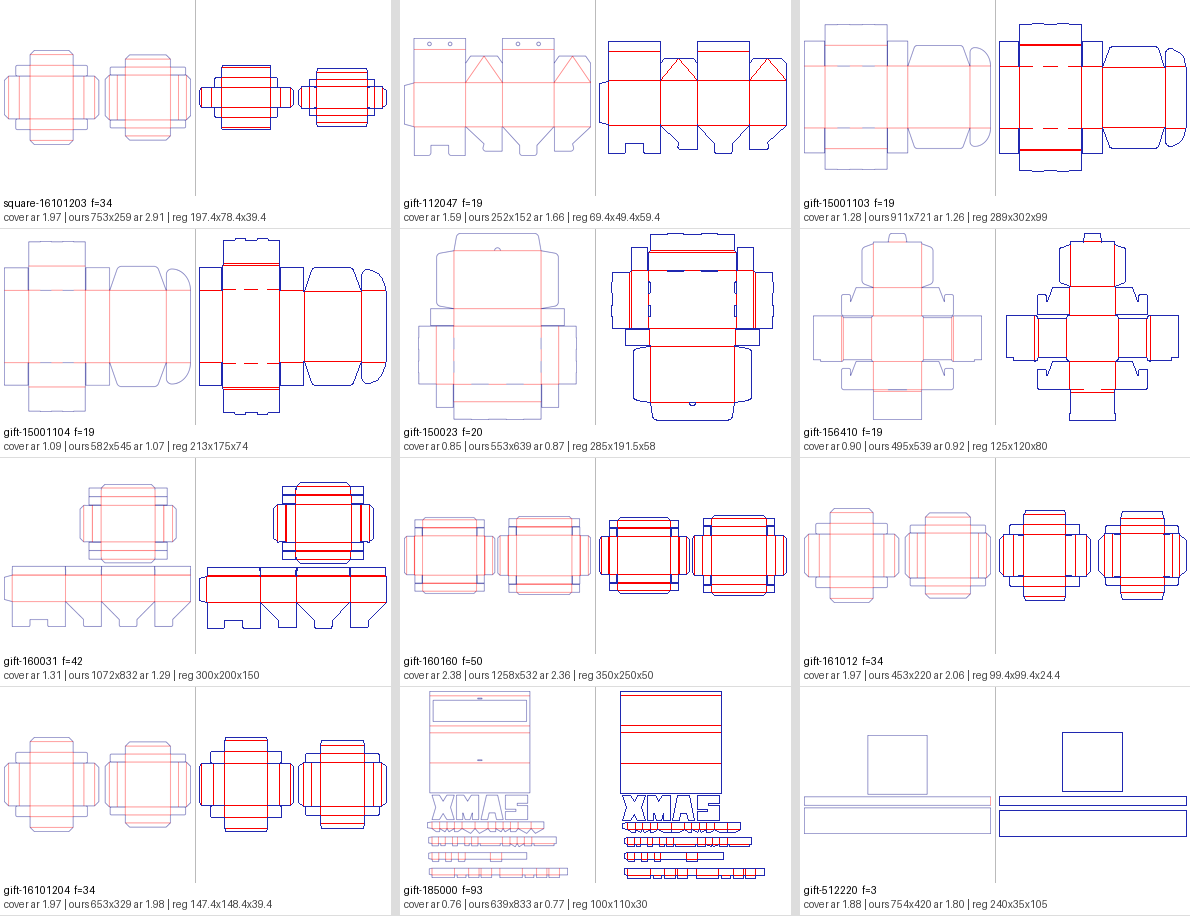 square-16101203 f=34
cover ar 1.97 | ours 753x259 ar 2.91 | reg 197.4x78.4x39.4
gift-112047 f=19
cover ar 1.59 | ours 252x152 ar 1.66 | reg 69.4x49.4x59.4
gift-15001103 f=19
cover ar 1.28 | ours 911x721 ar 1.26 | reg 289x302x99
gift-15001104 f=19
cover ar 1.09 | ours 582x545 ar 1.07 | reg 213x175x74
gift-150023 f=20
cover ar 0.85 | ours 553x639 ar 0.87 | reg 285x191.5x58
gift-156410 f=19
cover ar 0.90 | ours 495x539 ar 0.92 | reg 125x120x80
gift-160031 f=42
cover ar 1.31 | ours 1072x832 ar 1.29 | reg 300x200x150
gift-160160 f=50
cover ar 2.38 | ours 1258x532 ar 2.36 | reg 350x250x50
gift-161012 f=34
cover ar 1.97 | ours 453x220 ar 2.06 | reg 99.4x99.4x24.4
XMAS XMAS
gift-16101204 f=34
cover ar 1.97 | ours 653x329 ar 1.98 | reg 147.4x148.4x39.4
gift-185000 f=93
cover ar 0.76 | ours 639x833 ar 0.77 | reg 100x110x30
gift-512220 f=3
cover ar 1.88 | ours 754x420 ar 1.80 | reg 240x35x105